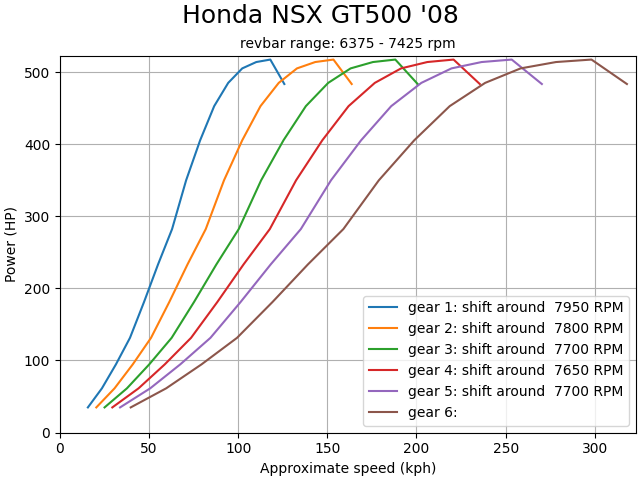 Honda NSX GT500 '08
revbar range: 6375 - 7425 rpm
500
400
300
200
100
0
Power (HP)
gear 1: shift around  7950 RPM
gear 2: shift around  7800 RPM
gear 3: shift around  7700 RPM
gear 4: shift around  7650 RPM
gear 5: shift around  7700 RPM
gear 6:
0 50 100 150 200 250 300
Approximate speed (kph)